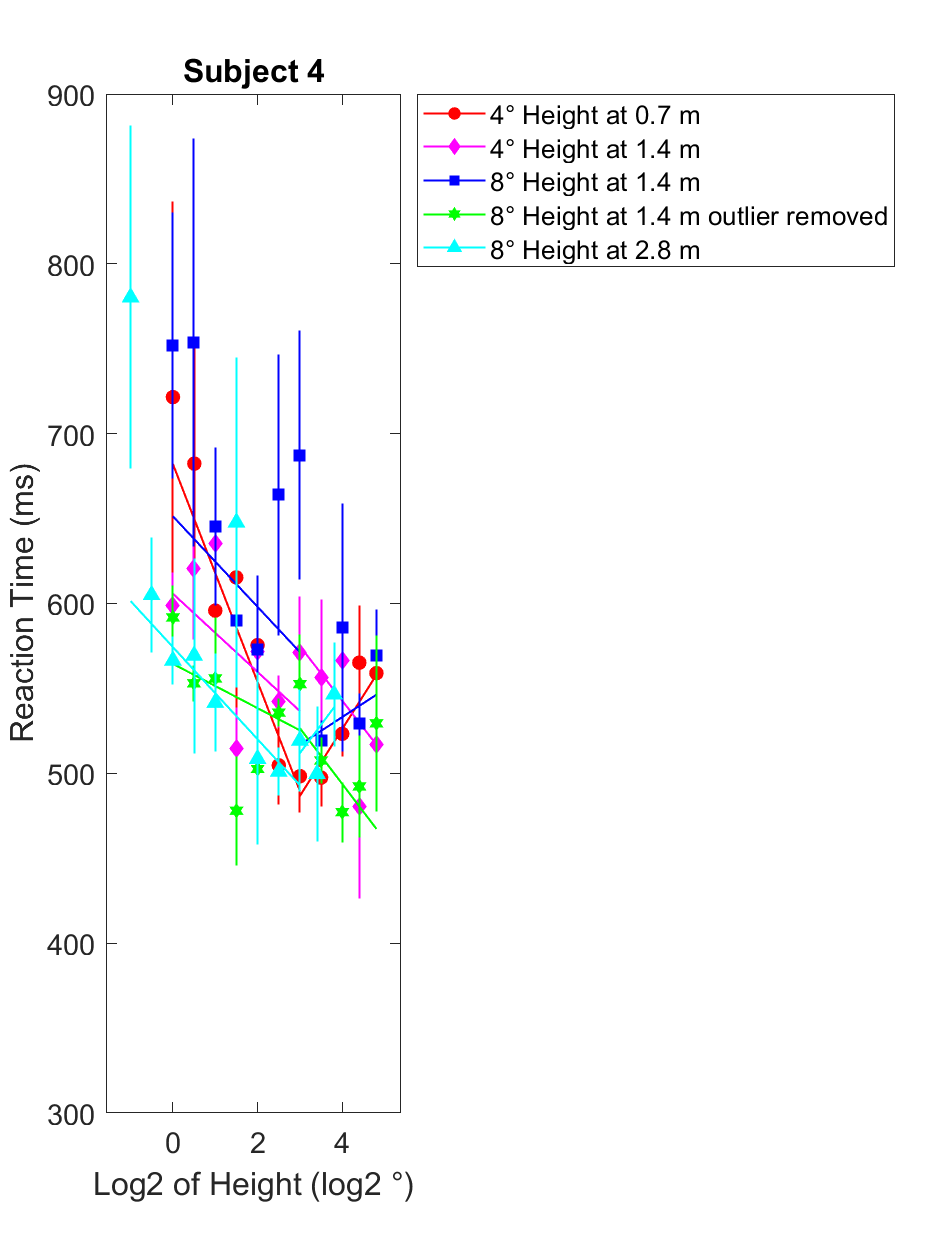 Subject 4
900
800
700
600
500
400
300
0 2 4
Reaction Time (ms)
Log2 of Height (log2 °)
4° Height at 0.7 m
4° Height at 1.4 m
8° Height at 1.4 m
8° Height at 1.4 m outlier removed
8° Height at 2.8 m